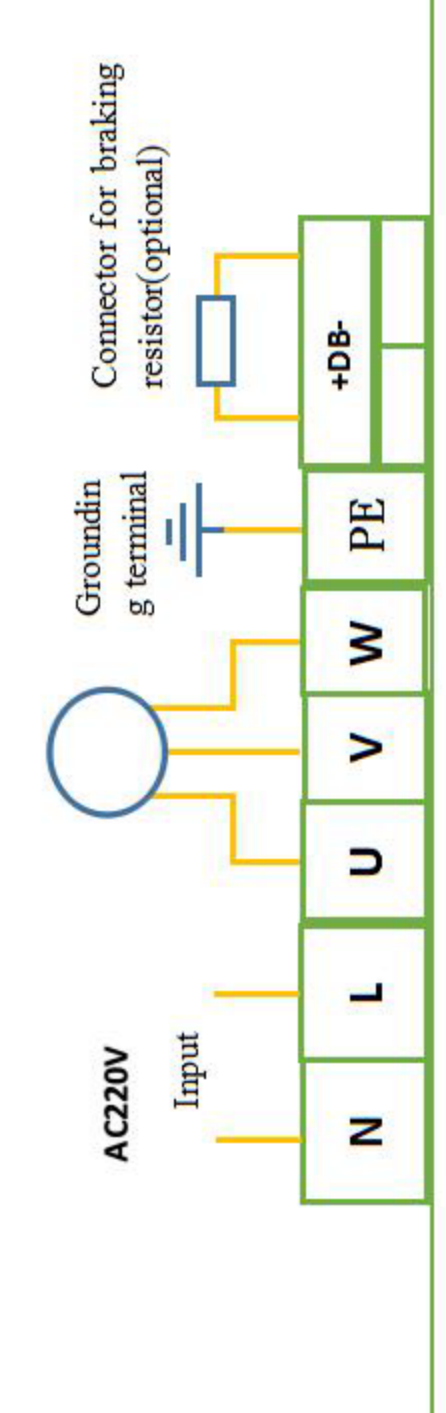 AC220V
Input
Groundin
g terminal
Connector for braking
resistor(optional)
N
L
U
V
W
PE
+DB-